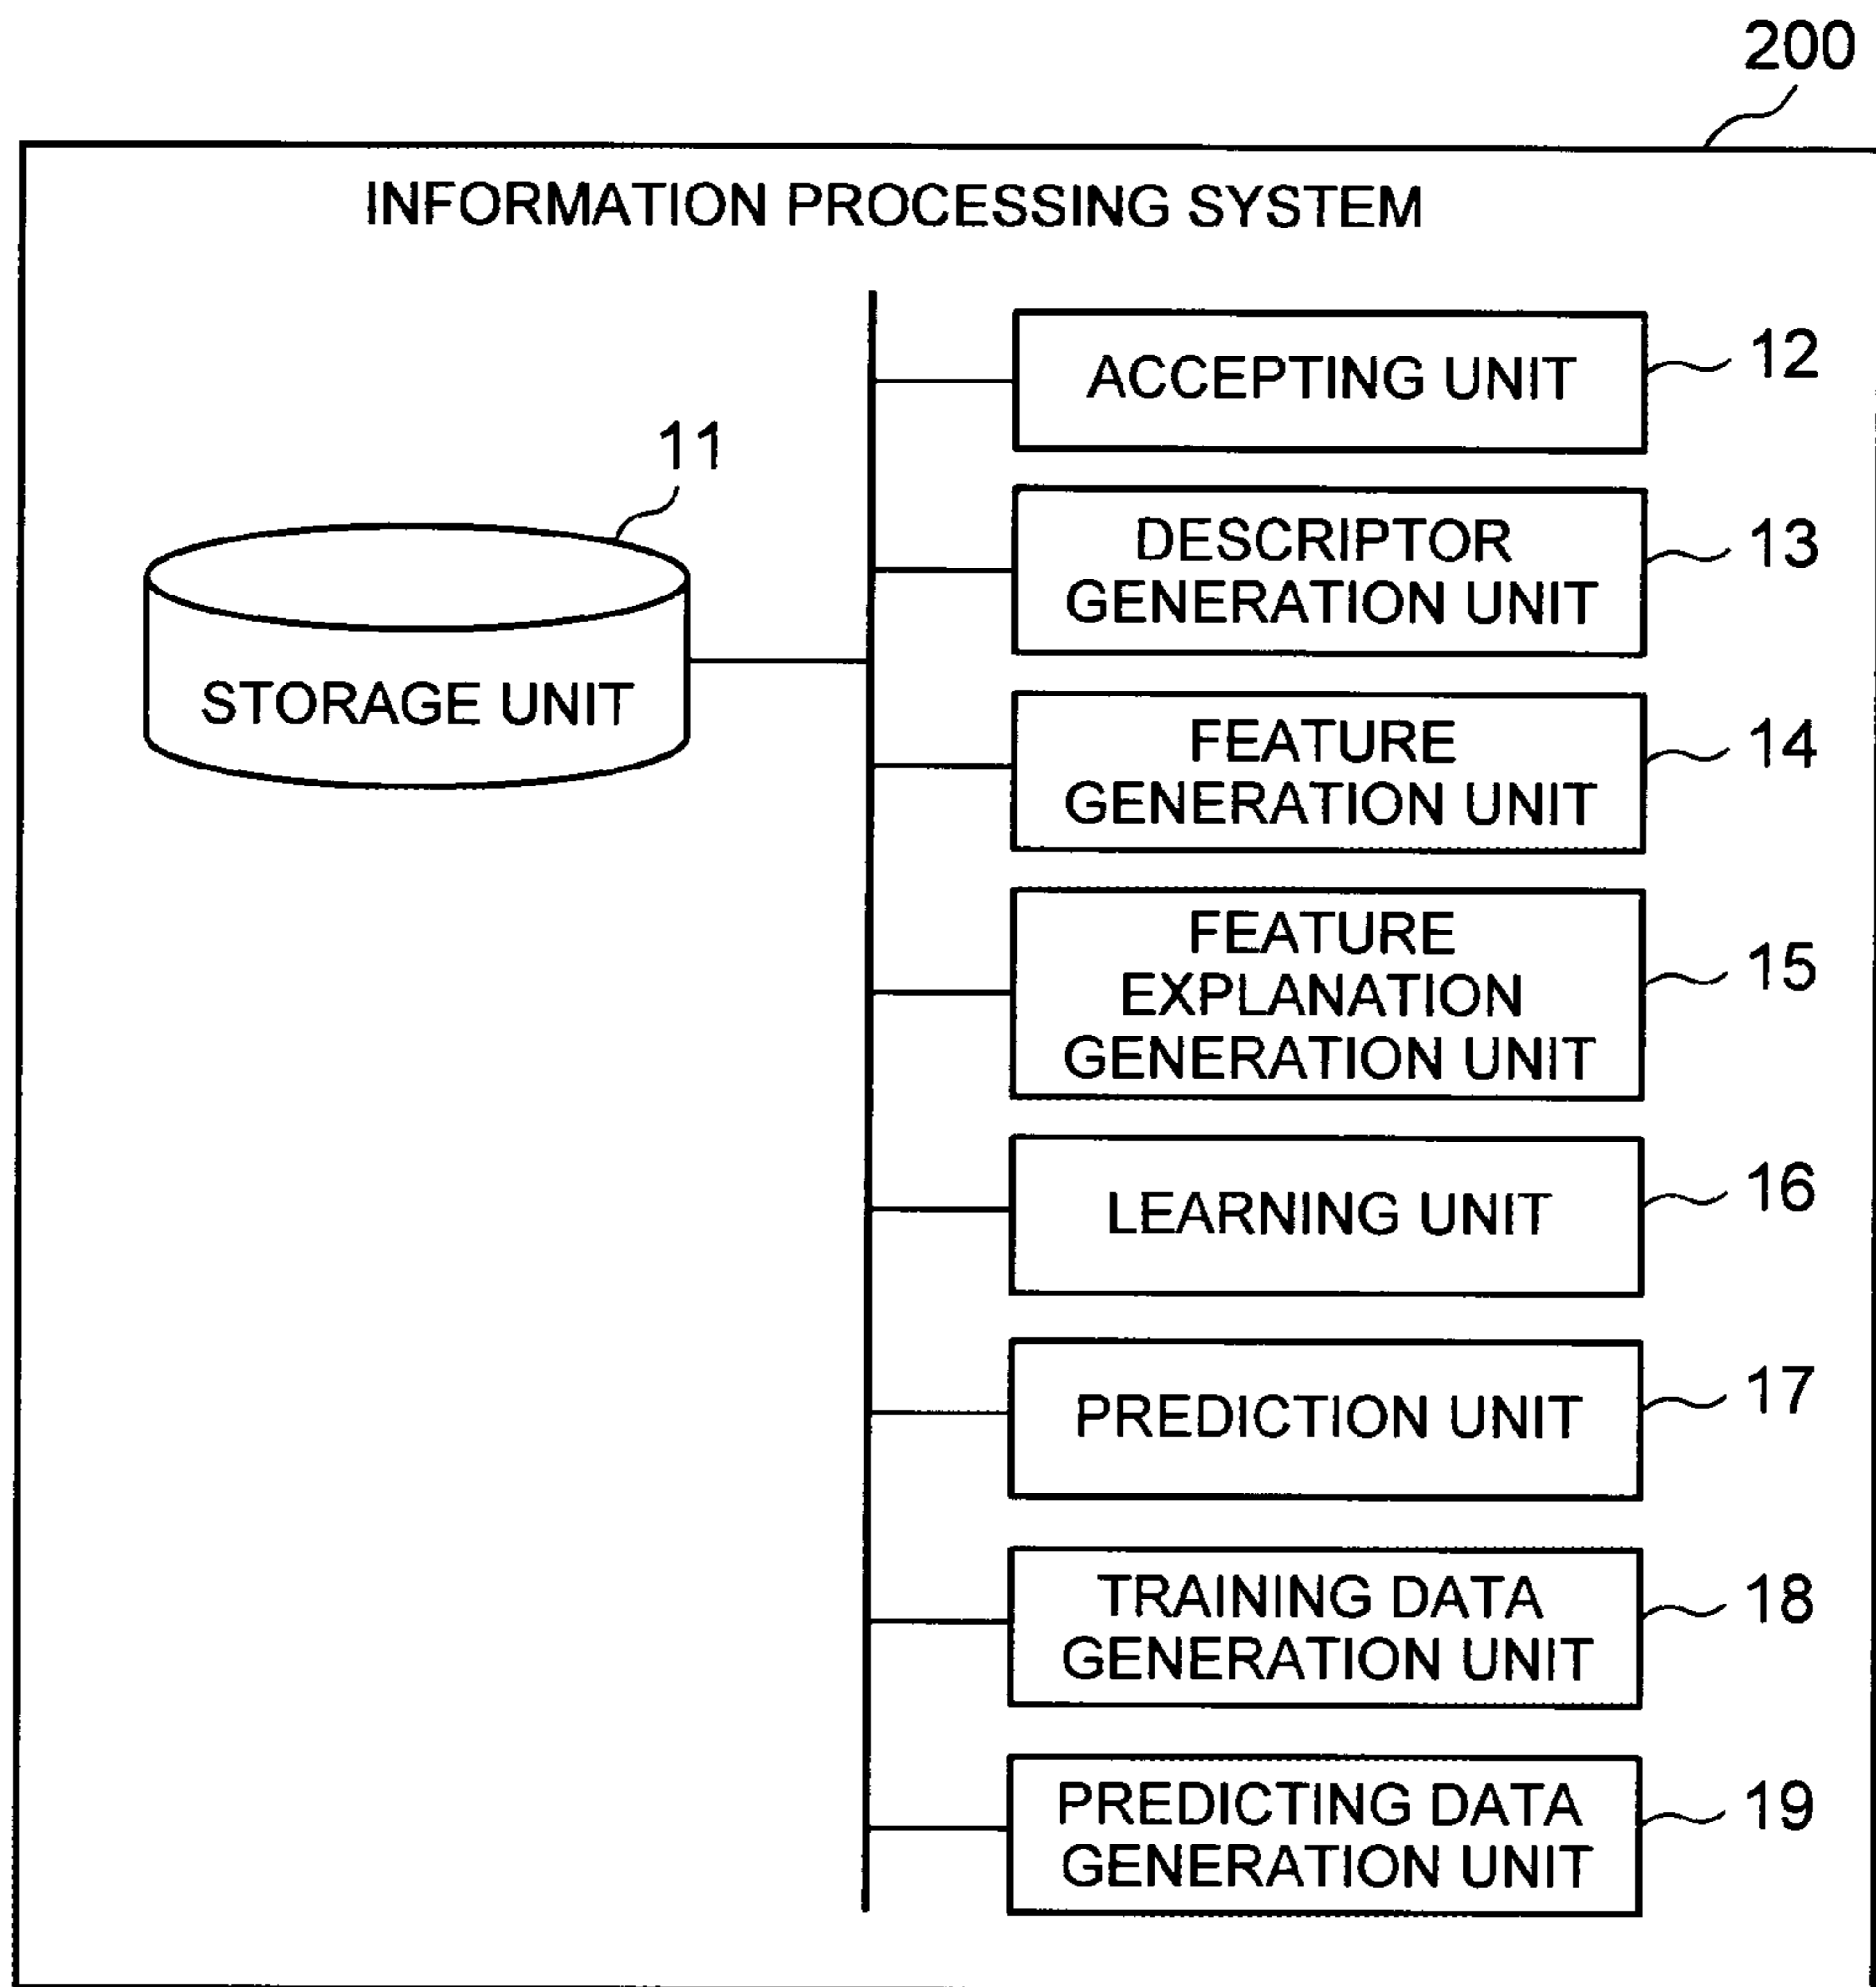 200
INFORMATION PROCESSING SYSTEM
11
STORAGE UNIT
ACCEPTING UNIT
12
DESCRIPTOR
GENERATION UNIT
13
FEATURE
GENERATION UNIT
14
FEATURE
EXPLANATION
GENERATION UNIT
15
LEARNING UNIT
16
PREDICTION UNIT
17
TRAINING DATA
GENERATION UNIT
18
PREDICTING DATA
GENERATION UNIT
19